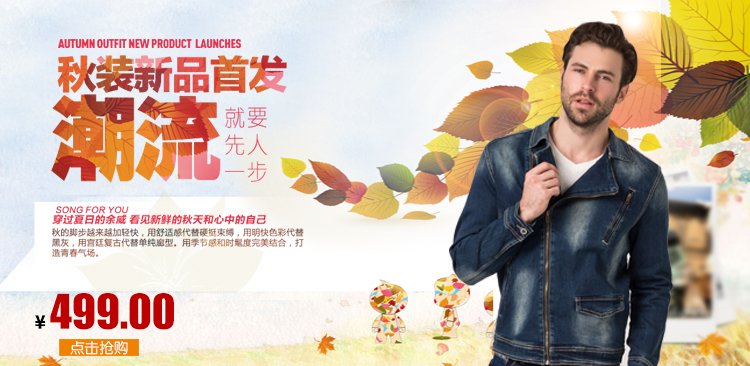 AUTUMN OUTFIT NEW PRODUCT LAUNCHES
秋装新品首发
潮流
就要
先人
一步
SONG FOR YOU
穿过夏日的余威 看见新鲜的秋天和心中的自己
秋的脚步越来越加轻快，用舒适感代替硬挺束缚，用明快色彩代替
黑灰，用宫廷复古代替单纯廓型。用季节感和时髦度完美结合，打
造青春气场。
¥499.00
点击抢购